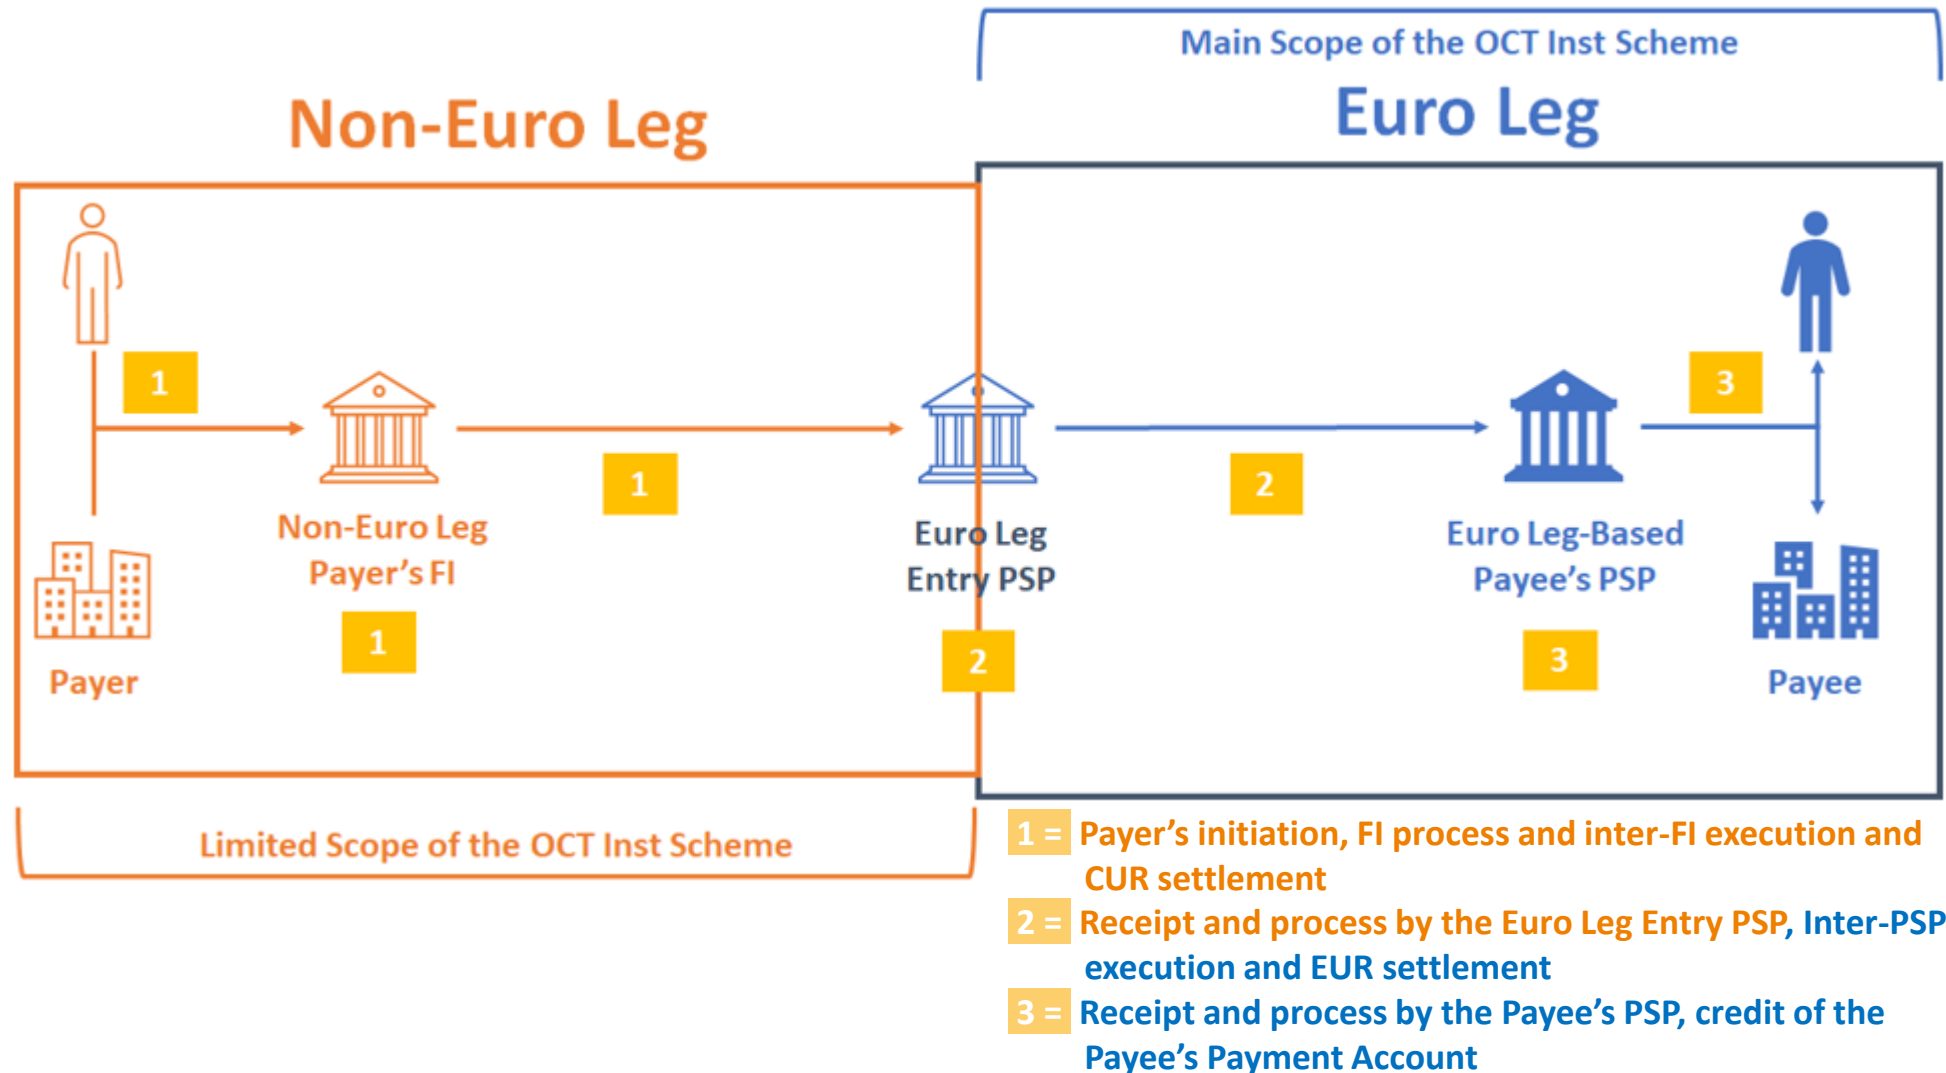 Main Scope of the OCT Inst Scheme
Non-Euro Leg
Euro Leg
1
3
1
2
Non-Euro Leg
Payer's FI
Euro Leg
Entry PSP
Euro Leg-Based
Payee's PSP
1
2
3
Payer
Payee
Limited Scope of the OCT Inst Scheme
1 = Payer’s initiation, FI process and inter-FI execution and
CUR settlement
2 = Receipt and process by the Euro Leg Entry PSP, Inter-PSP
execution and EUR settlement
3 = Receipt and process by the Payee’s PSP, credit of the
Payee’s Payment Account